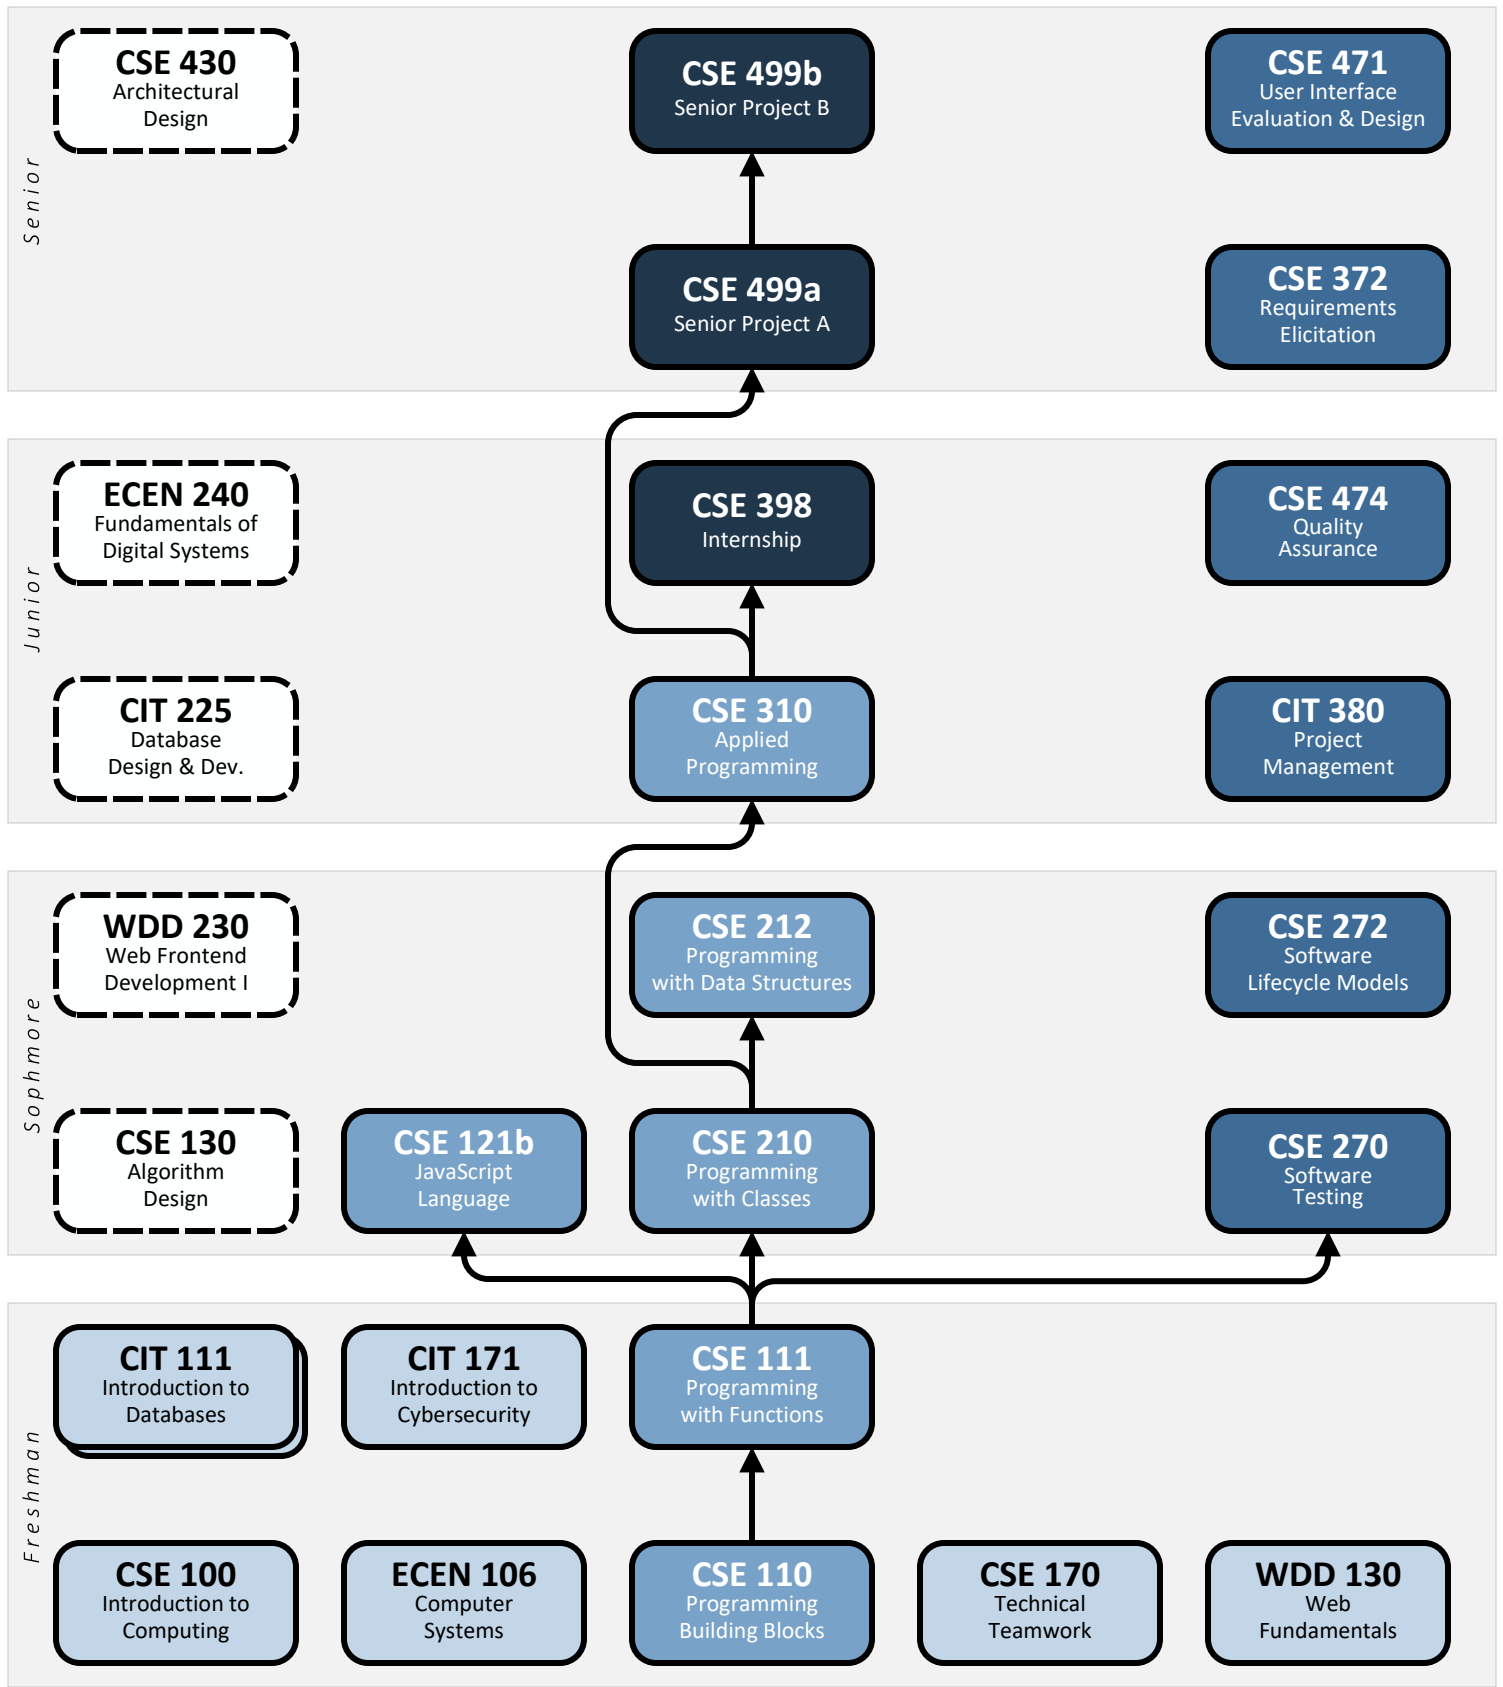 Senior
CSE 430
Architectural
Design
CSE 499b
Senior Project B
CSE 471
User Interface
Evaluation & Design
CSE 499a
Senior Project A
CSE 372
Requirements
Elicitation
Junior
ECEN 240
Fundamentals of
Digital Systems
CSE 398
Internship
CSE 474
Quality
Assurance
CIT 225
Database
Design & Dev.
CSE 310
Applied
Programming
CIT 380
Project
Management
Sophmore
WDD 230
Web Frontend
Development I
CSE 212
Programming
with Data Structures
CSE 272
Software
Lifecycle Models
CSE 130
Algorithm
Design
CSE 121b
JavaScript
Language
CSE 210
Programming
with Classes
CSE 270
Software
Testing
Freshman
CIT 111
Introduction to
Databases
CIT 171
Introduction to
Cybersecurity
CSE 111
Programming
with Functions
CSE 100
Introduction to
Computing
ECEN 106
Computer
Systems
CSE 110
Programming
Building Blocks
CSE 170
Technical
Teamwork
WDD 130
Web
Fundamentals